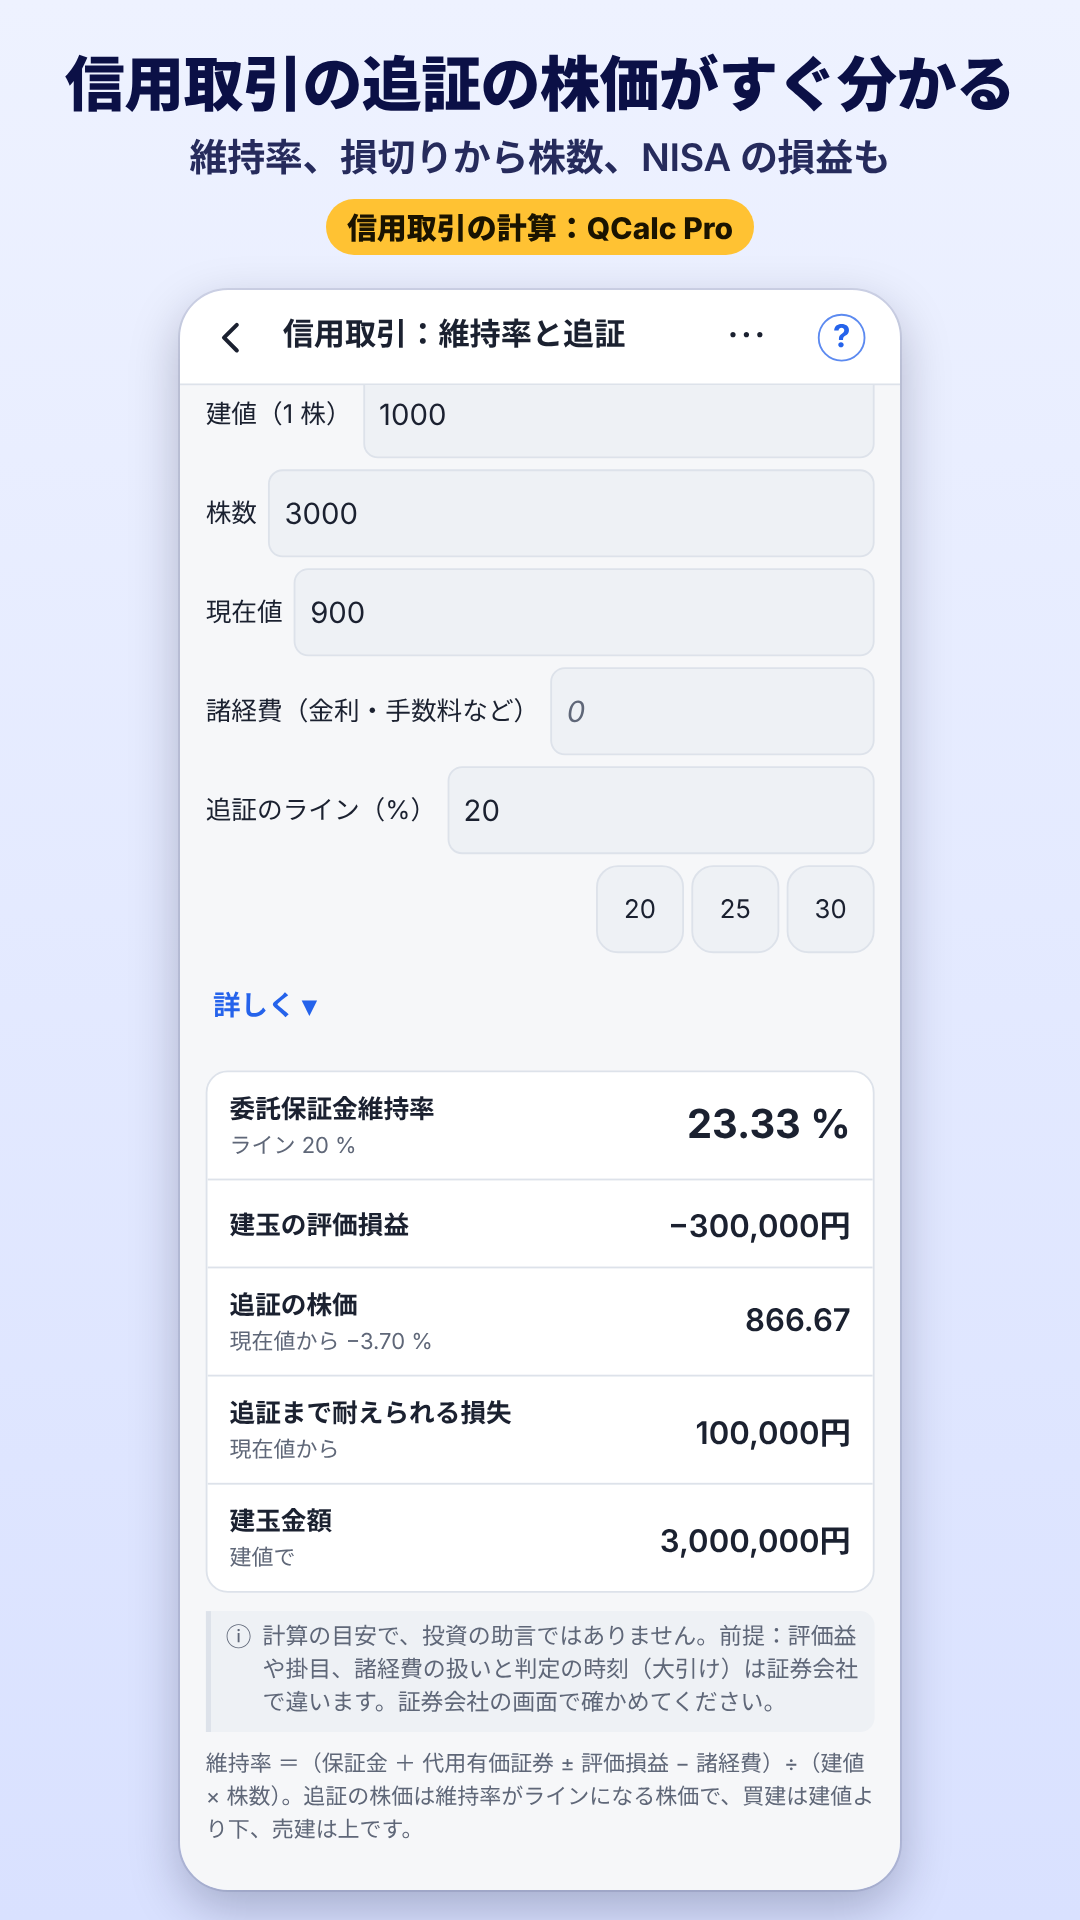 信用取引の追証の株価がすぐ分かる
維持率、損切りから株数、NISA の損益も
信用取引の計算：QCalc Pro
信用取引：維持率と追証 ··· ?
建値（1 株） 1000
株数 3000
現在値 900
諸経費（金利・手数料など） 0
追証のライン（%） 20
20 25 30
詳しく ▾
委託保証金維持率
ライン 20 %
23.33 %
建玉の評価損益 −300,000円
追証の株価
現在値から −3.70 %
866.67
追証まで耐えられる損失
現在値から
100,000円
建玉金額
建値で
3,000,000円
ⓘ 計算の目安で、投資の助言ではありません。前提：評価益
や掛目、諸経費の扱いと判定の時刻（大引け）は証券会社
で違います。証券会社の画面で確かめてください。
維持率 ＝（保証金 ＋ 代用有価証券 ± 評価損益 − 諸経費）÷（建値
× 株数）。追証の株価は維持率がラインになる株価で、買建は建値よ
り下、売建は上です。